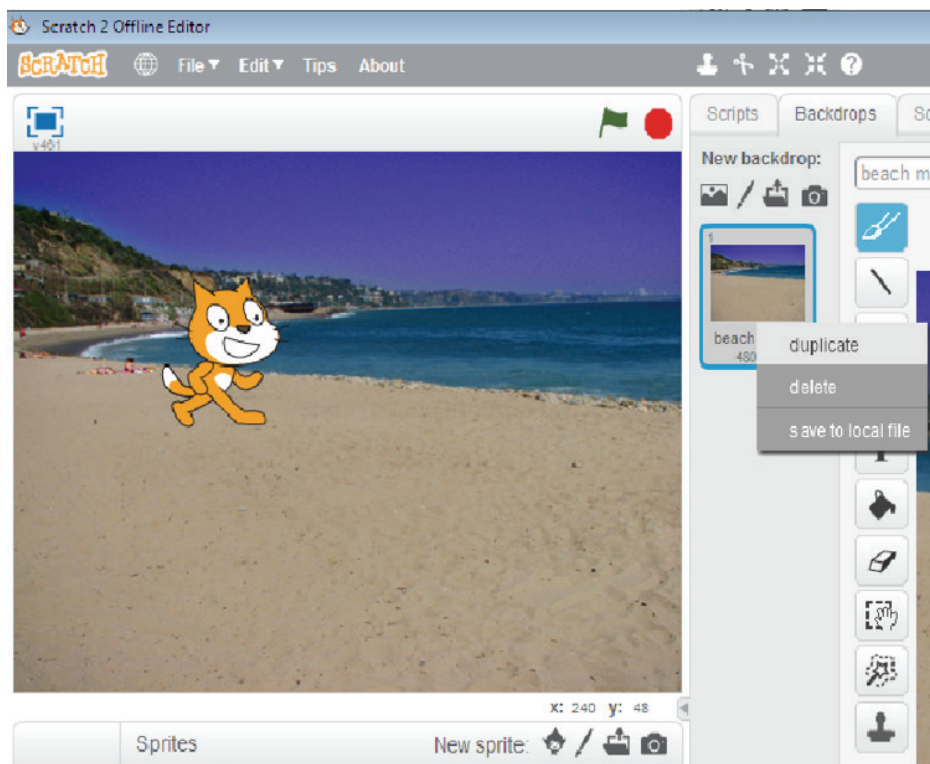 Scratch 2 Offline Editor
SCRATCH File Edit Tips About
v461
Scripts Backdrops
New backdrop:
beach m
1
beach
480
duplicate
delete
save to local file
T
x: 240 y: 48
Sprites New sprite: